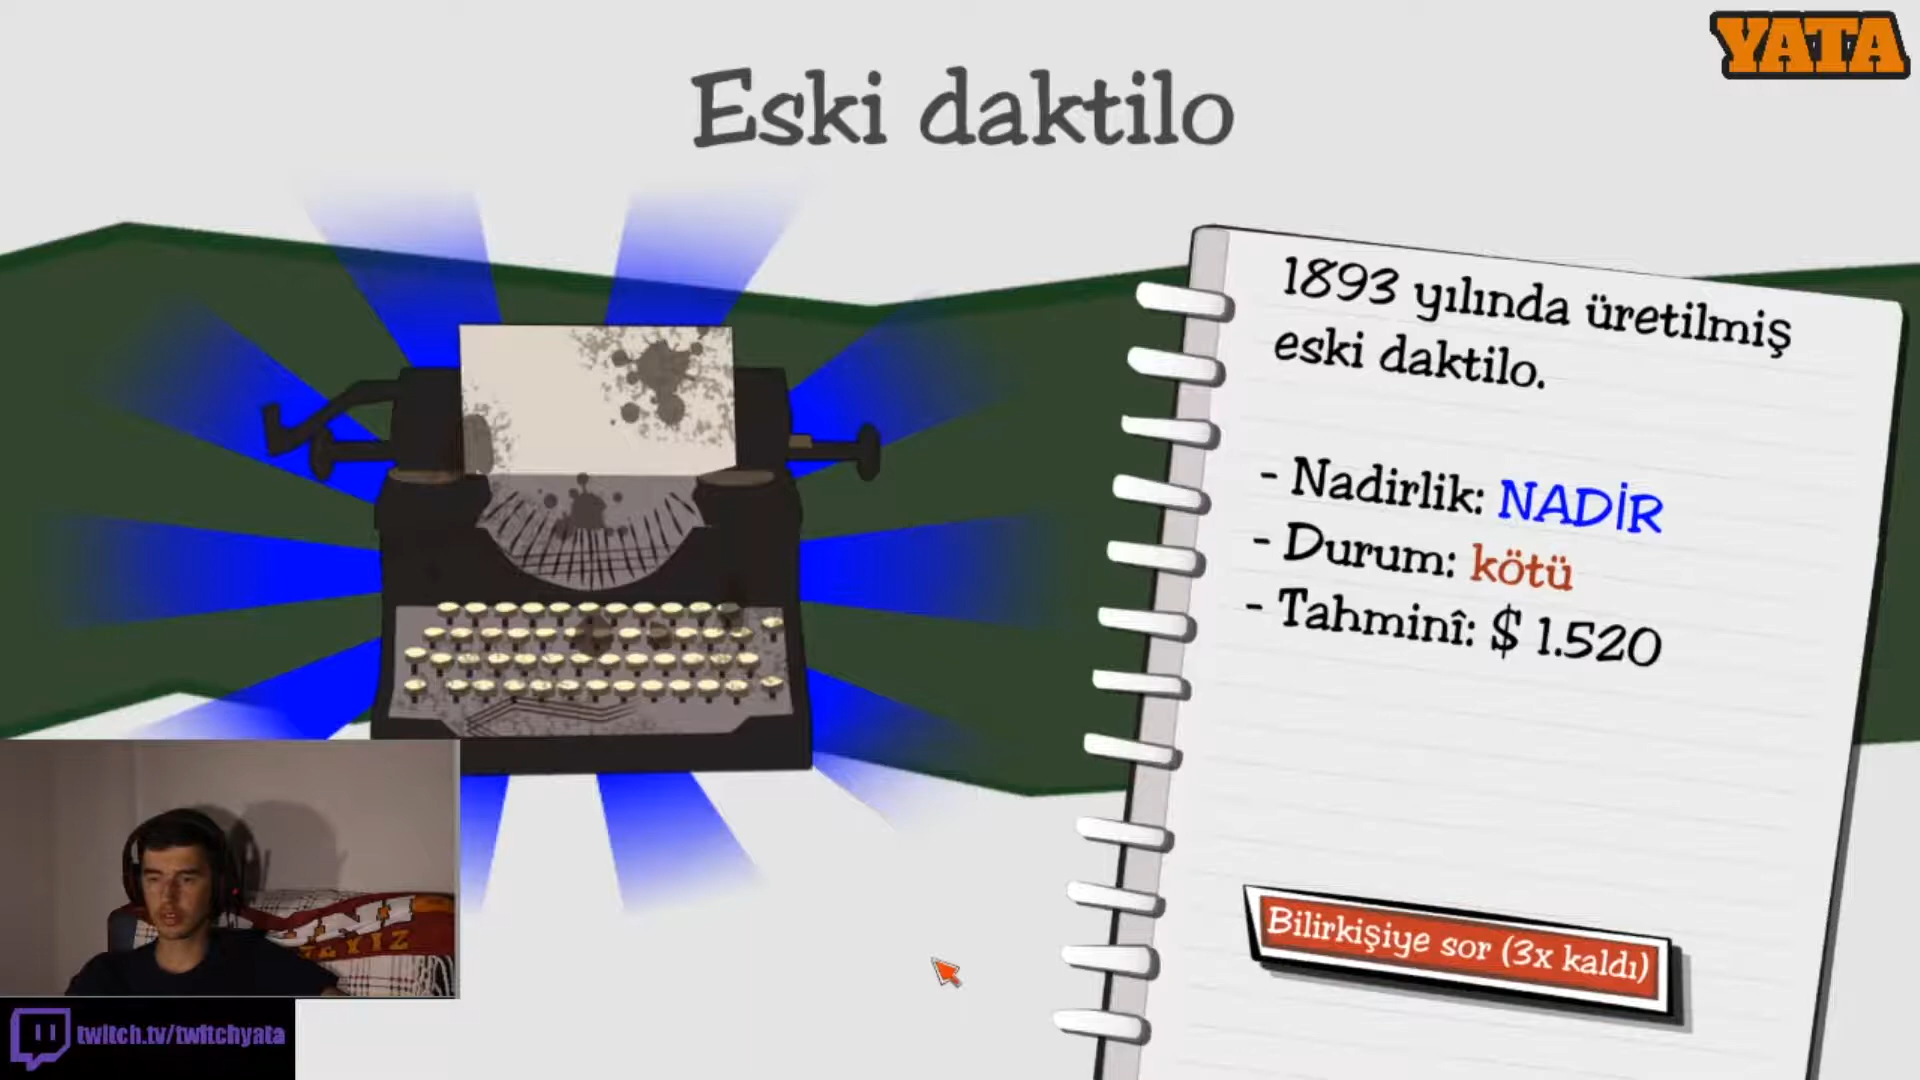 YATA
Eski daktilo
1893 yılında üretilmiş
eski daktilo.
- Nadirlik: NADİR
- Durum: kötü
- Tahminî: $ 1.520
Bilirkişiye sor (3x kaldı)
twitch.tv/twitchyata